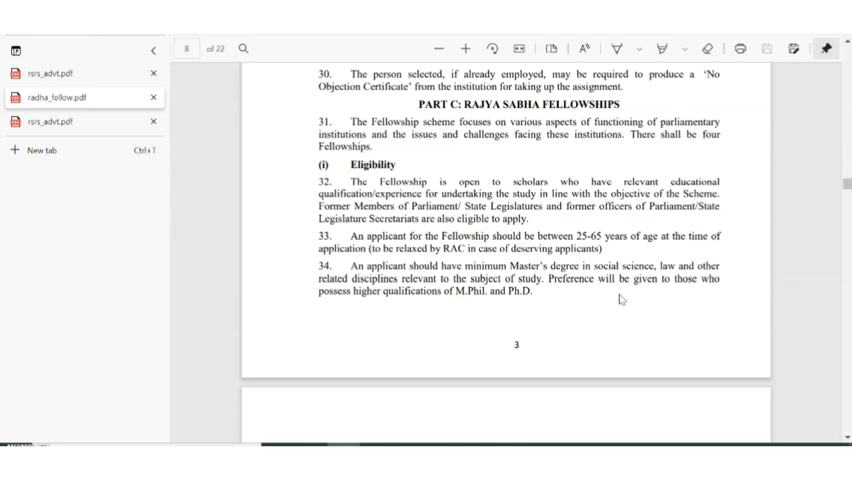 8 of 22
rsrs_advt.pdf
radha_fellow.pdf
rsrs_advt.pdf
New tab Ctrl+T
30. The person selected, if already employed, may be required to produce a 'No
Objection Certificate' from the institution for taking up the assignment.
PART C: RAJYA SABHA FELLOWSHIPS
31. The Fellowship scheme focuses on various aspects of functioning of parliamentary
institutions and the issues and challenges facing these institutions. There shall be four
Fellowships.
(i) Eligibility
32. The Fellowship is open to scholars who have relevant educational
qualification/experience for undertaking the study in line with the objective of the Scheme.
Former Members of Parliament/ State Legislatures and former officers of Parliament/State
Legislature Secretariats are also eligible to apply.
33. An applicant for the Fellowship should be between 25-65 years of age at the time of
application (to be relaxed by RAC in case of deserving applicants)
34. An applicant should have minimum Master's degree in social science, law and other
related disciplines relevant to the subject of study. Preference will be given to those who
possess higher qualifications of M.Phil. and Ph.D.
3